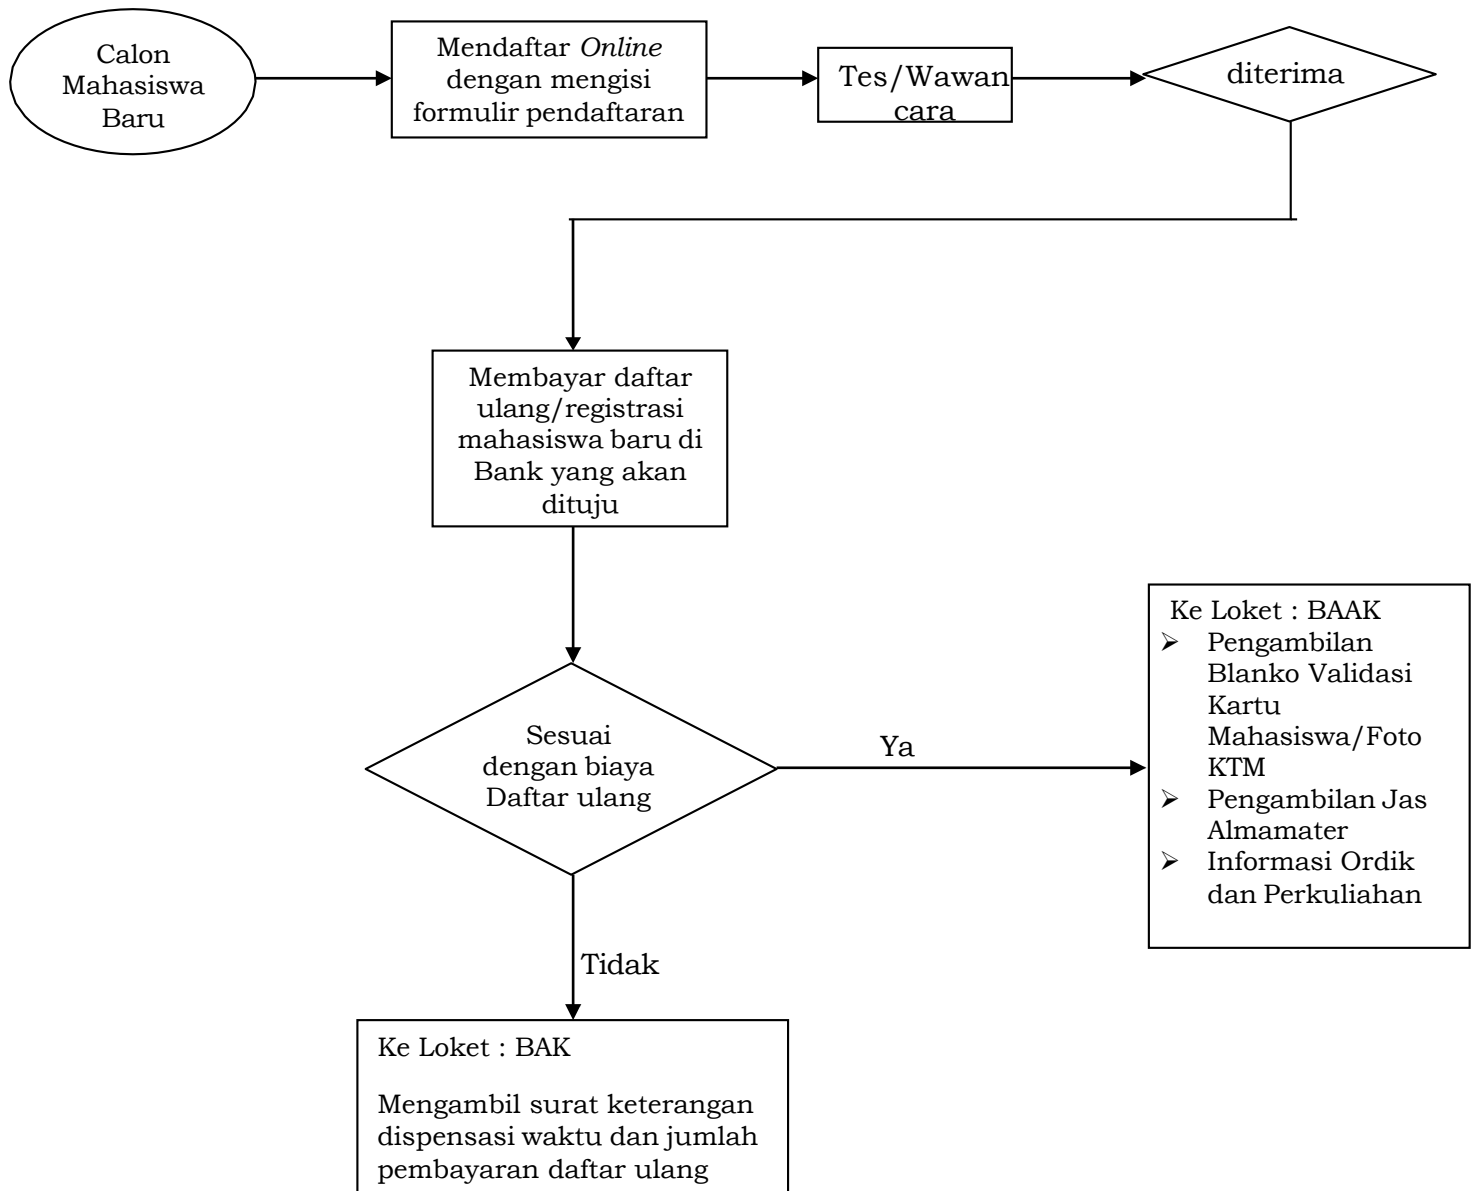 Calon
Mahasiswa
Baru
Mendaftar Online
dengan mengisi
formulir pendaftaran
Tes/Wawan
cara
diterima
Membayar daftar
ulang/registrasi
mahasiswa baru di
Bank yang akan
dituju
Sesuai
dengan biaya
Daftar ulang
Ya
Ke Loket : BAAK
➢ Pengambilan
Blanko Validasi
Kartu
Mahasiswa/Foto
KTM
➢ Pengambilan Jas
Almamater
➢ Informasi Ordik
dan Perkuliahan
Tidak
Ke Loket : BAK
Mengambil surat keterangan
dispensasi waktu dan jumlah
pembayaran daftar ulang